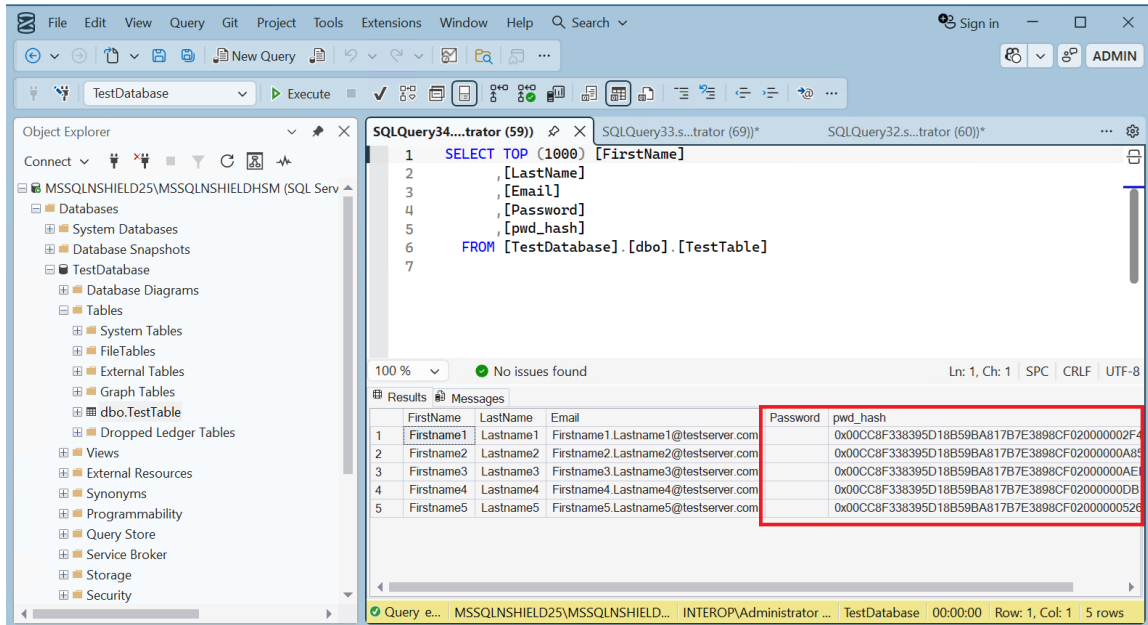 File Edit View Query Git Project Tools Extensions Window Help Search Sign in
New Query ADMIN
TestDatabase Execute
Object Explorer
Connect
MSSQLNSHIELD25\MSSQLNSHIELDHSM (SQL Serv
Databases
System Databases
Database Snapshots
TestDatabase
Database Diagrams
Tables
System Tables
FileTables
External Tables
Graph Tables
dbo.TestTable
Dropped Ledger Tables
Views
External Resources
Synonyms
Programmability
Query Store
Service Broker
Storage
Security
SQLQuery34....trator (59)) SQLQuery33.s...trator (69))* SQLQuery32.s...trator (60))*
1 SELECT TOP (1000) [FirstName]
2 ,[LastName]
3 ,[Email]
4 ,[Password]
5 ,[pwd_hash]
6 FROM [TestDatabase].[dbo].[TestTable]
7
100 % No issues found Ln: 1, Ch: 1 SPC CRLF UTF-8
Results Messages
FirstName LastName Email Password pwd_hash
1 Firstname1 Lastname1 Firstname1.Lastname1@testserver.com 0x00CC8F338395D18B59BA817B7E3898CF020000002F4
2 Firstname2 Lastname2 Firstname2.Lastname2@testserver.com 0x00CC8F338395D18B59BA817B7E3898CF02000000A85
3 Firstname3 Lastname3 Firstname3.Lastname3@testserver.com 0x00CC8F338395D18B59BA817B7E3898CF02000000AE
4 Firstname4 Lastname4 Firstname4.Lastname4@testserver.com 0x00CC8F338395D18B59BA817B7E3898CF02000000DB
5 Firstname5 Lastname5 Firstname5.Lastname5@testserver.com 0x00CC8F338395D18B59BA817B7E3898CF02000000526
Query e... MSSQLNSHIELD25\MSSQLNSHIELD... INTEROP\Administrator ... TestDatabase 00:00:00 Row: 1, Col: 1 5 rows